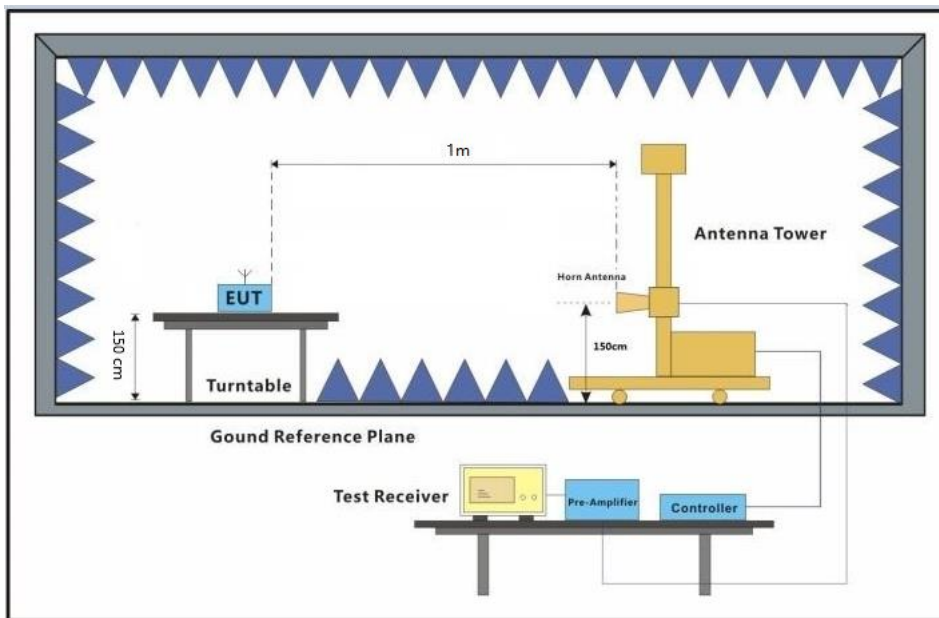 1m
Antenna Tower
Horn Antenna
EUT
150 cm
150cm
Turntable
Gound Reference Plane
Test Receiver
Pre-Amplifier
Controller